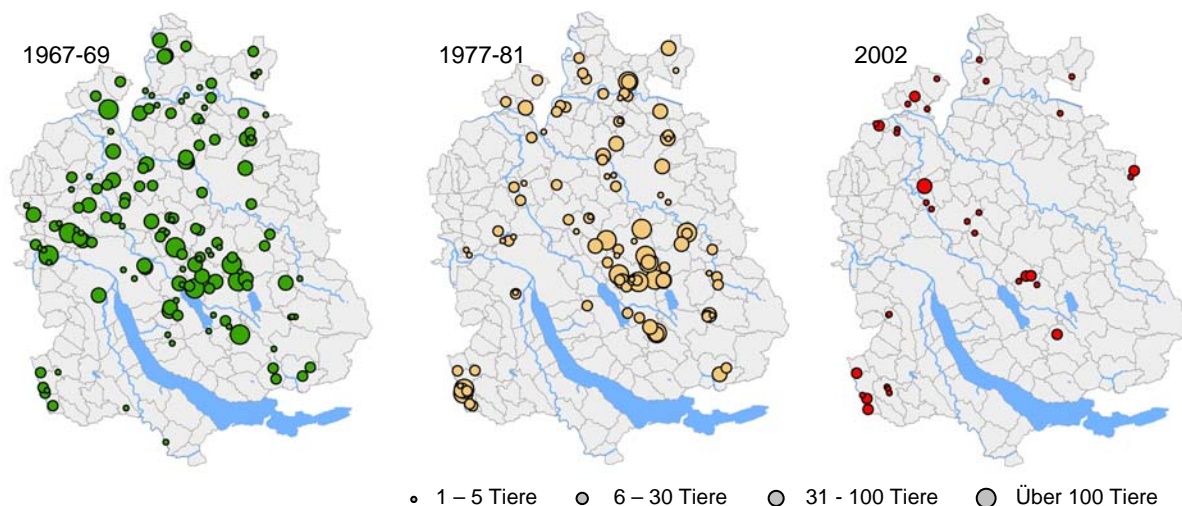 1967-69
1977-81
2002
1 – 5 Tiere
6 – 30 Tiere
31 - 100 Tiere
Über 100 Tiere